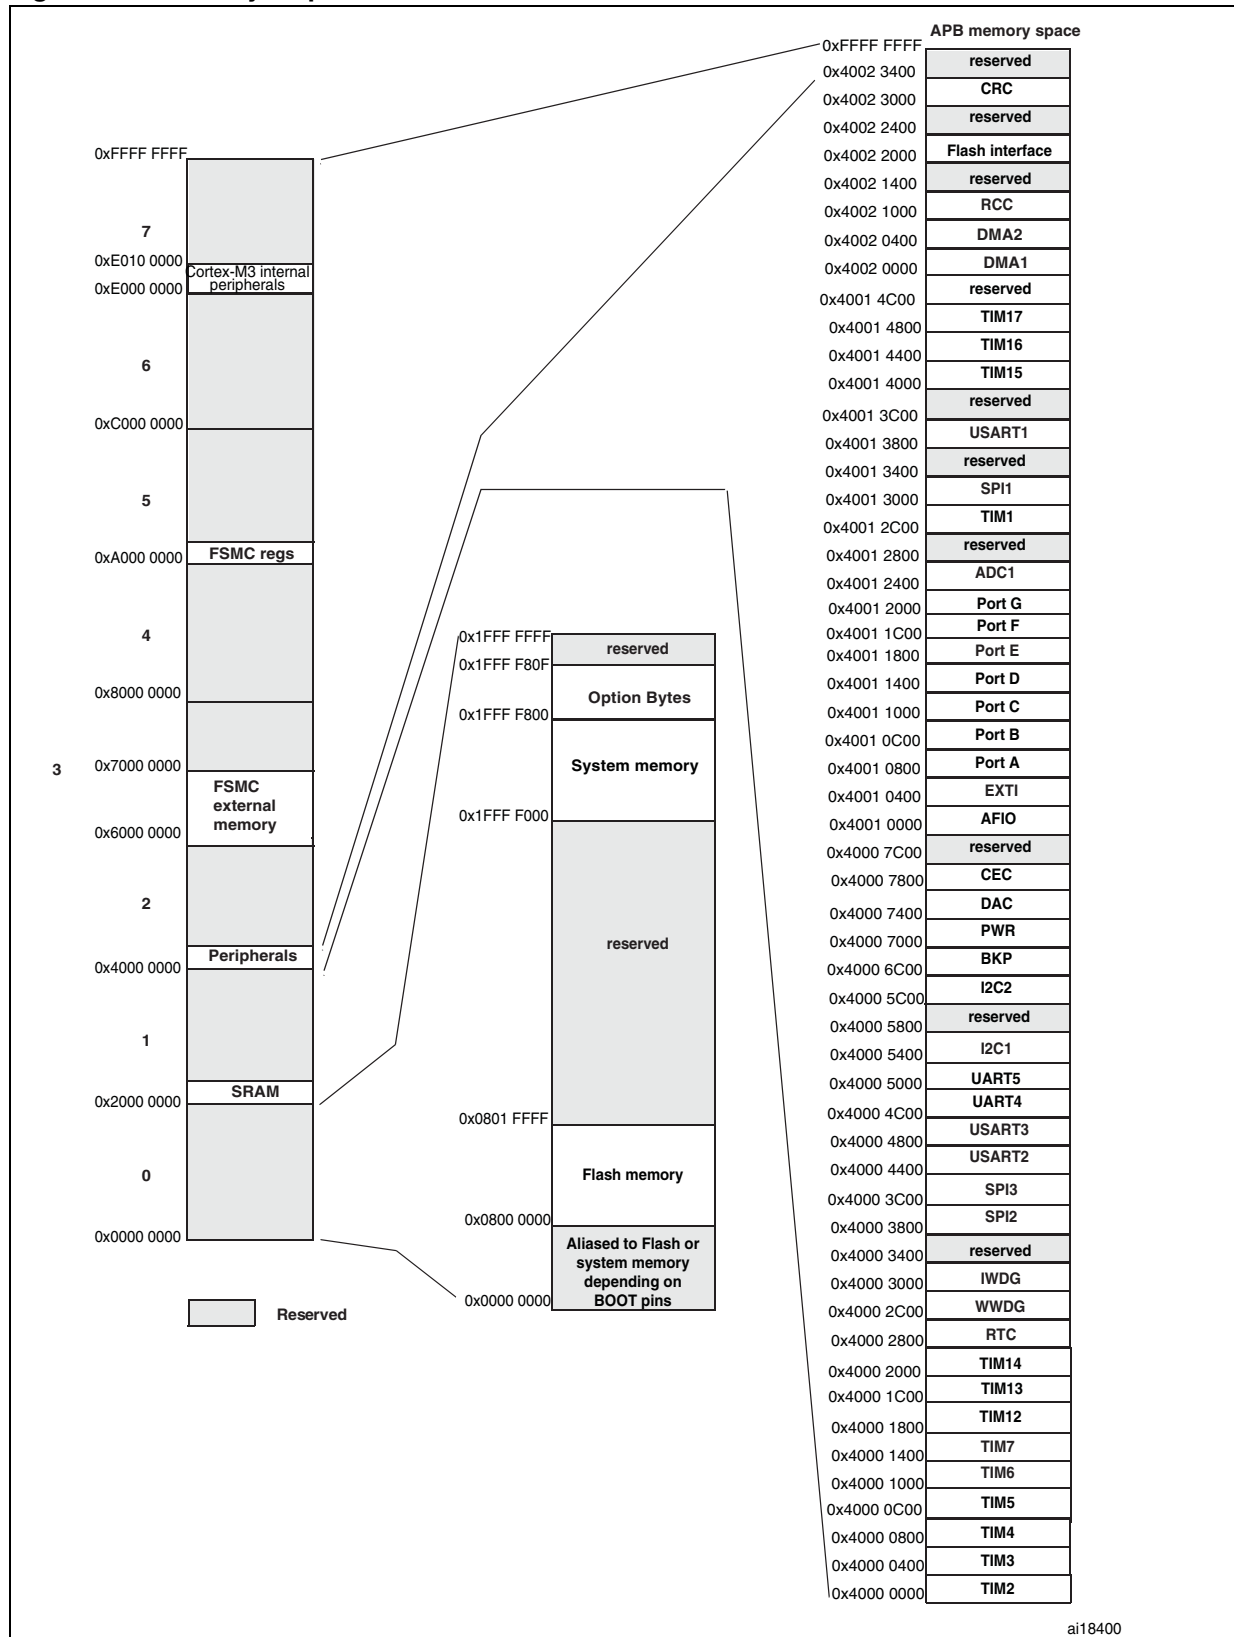 0xFFFF FFFF
7
0xE010 0000
Cortex-M3 internal
peripherals
0xE000 0000
6
0xC000 0000
5
0xA000 0000
FSMC regs
4
0x8000 0000
3
0x7000 0000
FSMC
external
memory
0x6000 0000
2
Peripherals
0x4000 0000
1
SRAM
0x2000 0000
0
0x0000 0000
Reserved
0x1FFF FFFF
reserved
0x1FFF F80F
Option Bytes
0x1FFF F800
System memory
0x1FFF F000
reserved
0x0801 FFFF
Flash memory
0x0800 0000
Aliased to Flash or
system memory
depending on
BOOT pins
0x0000 0000
APB memory space
0xFFFF FFFF
reserved
0x4002 3400
CRC
0x4002 3000
reserved
0x4002 2400
Flash interface
0x4002 2000
reserved
0x4002 1400
RCC
0x4002 1000
DMA2
0x4002 0400
DMA1
0x4002 0000
reserved
0x4001 4C00
TIM17
0x4001 4800
TIM16
0x4001 4400
TIM15
0x4001 4000
reserved
0x4001 3C00
USART1
0x4001 3800
reserved
0x4001 3400
SPI1
0x4001 3000
TIM1
0x4001 2C00
reserved
0x4001 2800
ADC1
0x4001 2400
Port G
0x4001 2000
Port F
0x4001 1C00
Port E
0x4001 1800
Port D
0x4001 1400
Port C
0x4001 1000
Port B
0x4001 0C00
Port A
0x4001 0800
EXTI
0x4001 0400
AFIO
0x4001 0000
reserved
0x4000 7C00
CEC
0x4000 7800
DAC
0x4000 7400
PWR
0x4000 7000
BKP
0x4000 6C00
I2C2
0x4000 5C00
reserved
0x4000 5800
I2C1
0x4000 5400
UART5
0x4000 5000
UART4
0x4000 4C00
USART3
0x4000 4800
USART2
0x4000 4400
SPI3
0x4000 3C00
SPI2
0x4000 3800
reserved
0x4000 3400
IWDG
0x4000 3000
WWDG
0x4000 2C00
RTC
0x4000 2800
TIM14
0x4000 2000
TIM13
0x4000 1C00
TIM12
0x4000 1800
TIM7
0x4000 1400
TIM6
0x4000 1000
TIM5
0x4000 0C00
TIM4
0x4000 0800
TIM3
0x4000 0400
TIM2
0x4000 0000
ai18400